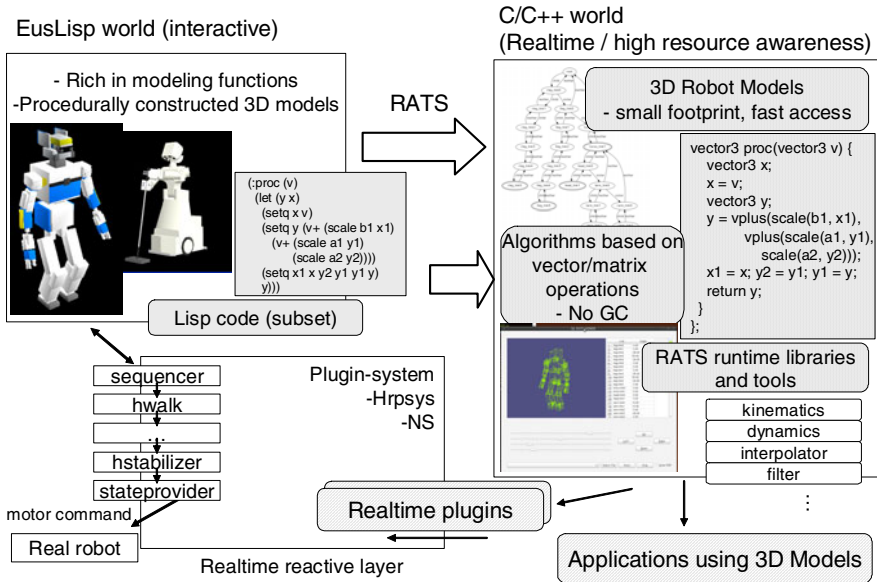 EusLisp world (interactive)
- Rich in modeling functions
-Procedurally constructed 3D models
(:proc (v)
(let (y x)
(setq x v)
(setq y (v+ (scale b1 x1)
(v+ (scale a1 y1)
(scale a2 y2))))
(setq x1 x y2 y1 y1 y)
y)))
Lisp code (subset)
RATS
C/C++ world
(Realtime / high resource awareness)
3D Robot Models
- small footprint, fast access
vector3 proc(vector3 v) {
vector3 x;
x = v;
vector3 y;
y = vplus(scale(b1, x1),
vplus(scale(a1, y1),
scale(a2, y2)));
x1 = x; y2 = y1; y1 = y;
return y;
}
};
Algorithms based on
vector/matrix
operations
- No GC
RATS runtime libraries
and tools
kinematics
dynamics
interpolator
filter
⋮
sequencer
hwalk
...
hstabilizer
stateprovider
motor command
Real robot
Plugin-system
-Hrpsys
-NS
Realtime plugins
Realtime reactive layer
Applications using 3D Models